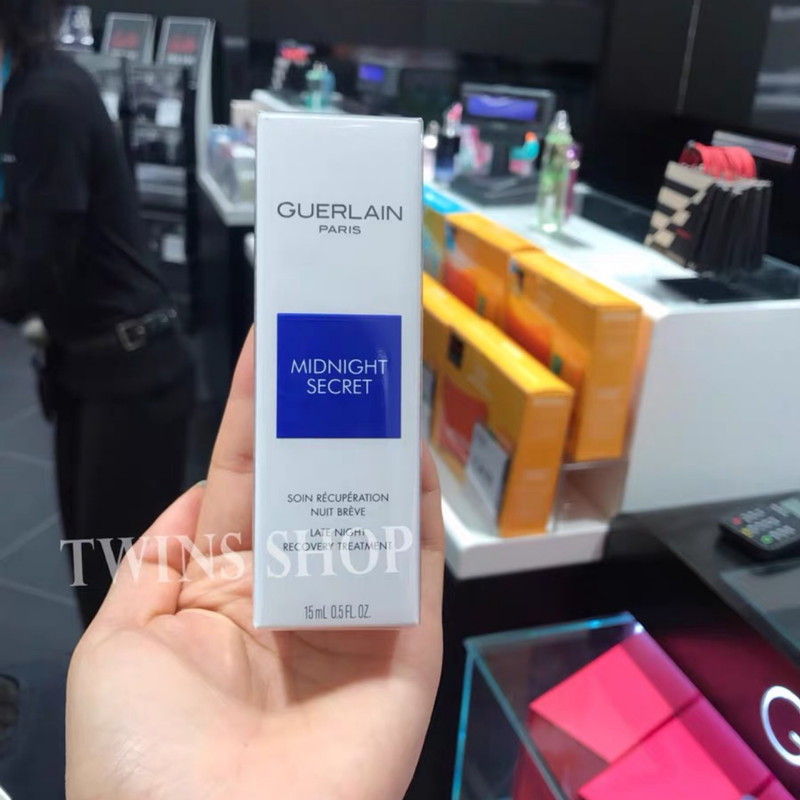 GUERLAIN
PARIS
MIDNIGHT
SECRET
SOIN RÉCUPÉRATION
NUIT BRÈVE
LATE NIGHT
RECOVERY TREATMENT
TWINS SHOP
15 mL 0.5 FL. OZ.